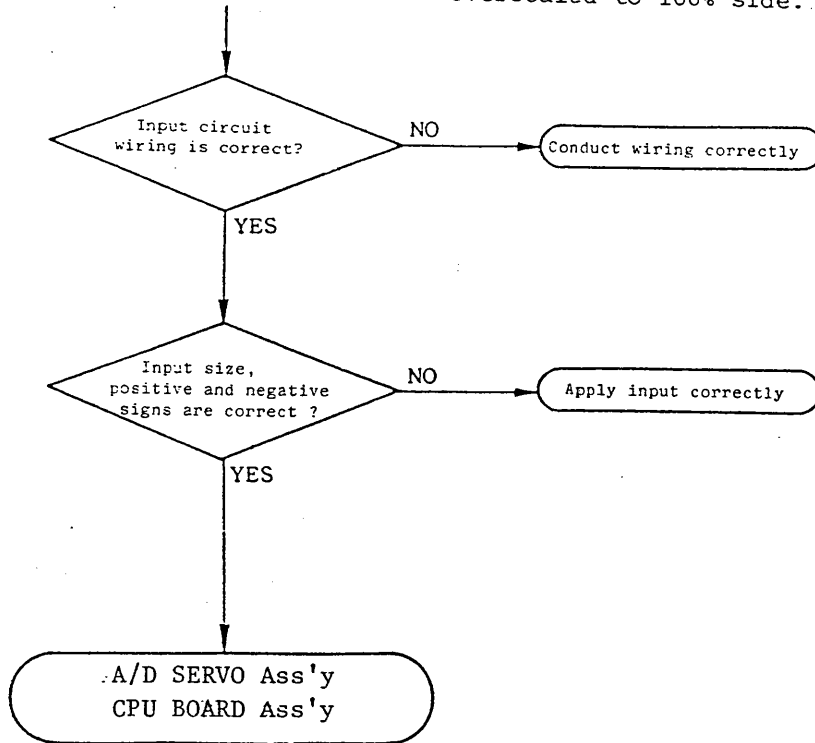 to 100% side.
Input circuit
wiring is correct?
NO
Conduct wiring correctly
YES
Input size,
positive and negative
signs are correct ?
NO
Apply input correctly
YES
A/D SERVO Ass'y
CPU BOARD Ass'y